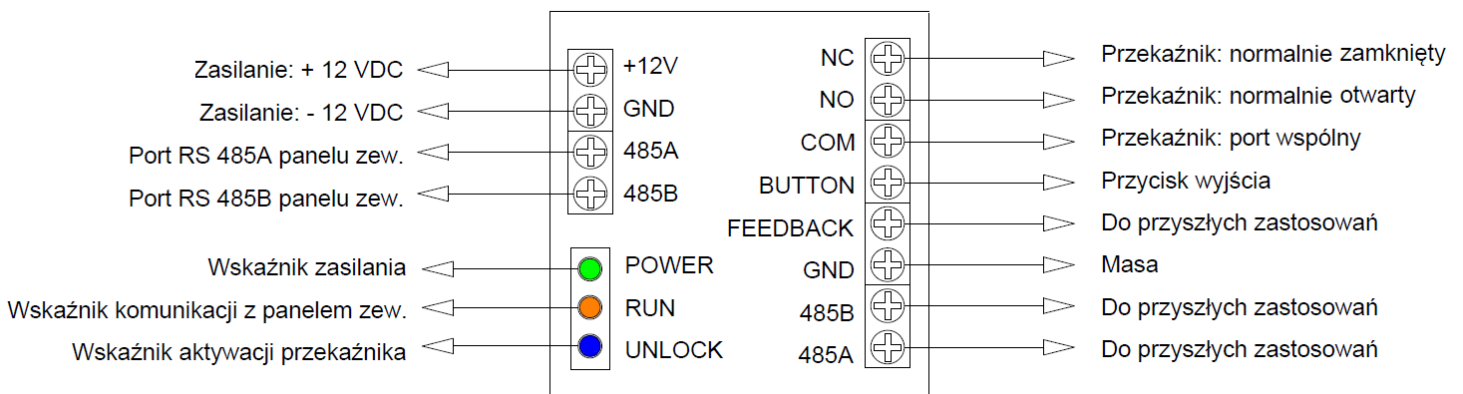 Zasilanie: + 12 VDC
Zasilanie: - 12 VDC
Port RS 485A panelu zew.
Port RS 485B panelu zew.
Wskaźnik zasilania
Wskaźnik komunikacji z panelem zew.
Wskaźnik aktywacji przekaźnika
+12V
GND
485A
485B
POWER
RUN
UNLOCK
NC
NO
COM
BUTTON
FEEDBACK
GND
485B
485A
Przekaźnik: normalnie zamknięty
Przekaźnik: normalnie otwarty
Przekaźnik: port wspólny
Przycisk wyjścia
Do przyszłych zastosowań
Masa
Do przyszłych zastosowań
Do przyszłych zastosowań